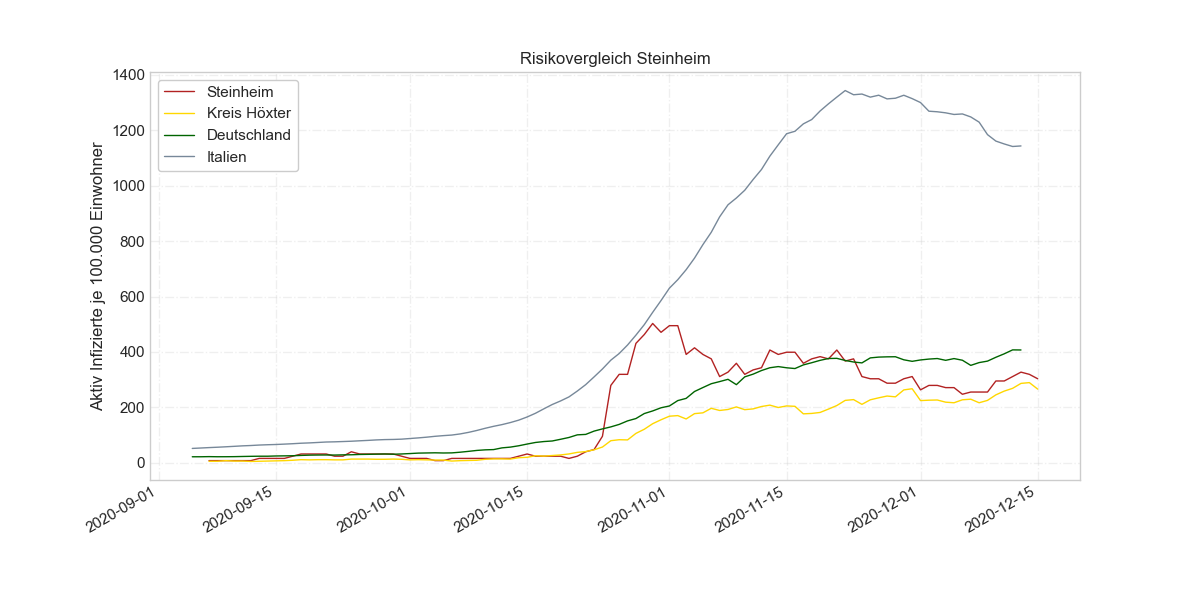 Risikovergleich Steinheim
Steinheim
Kreis Höxter
Deutschland
Italien
Aktiv Infizierte je 100.000 Einwohner
1400
1200
1000
800
600
400
200
0
2020-09-01
2020-09-15
2020-10-01
2020-10-15
2020-11-01
2020-11-15
2020-12-01
2020-12-15